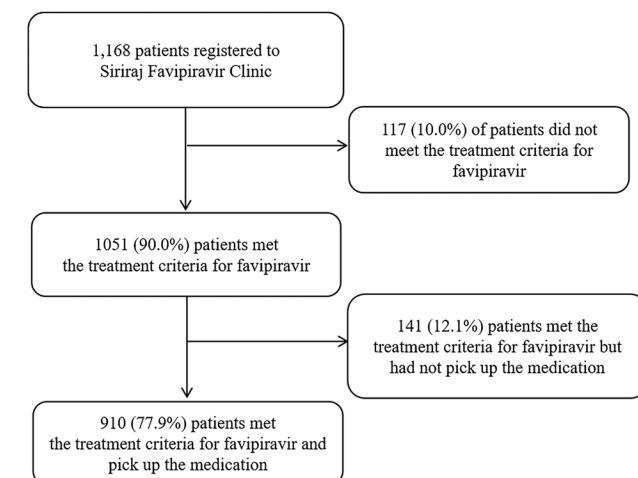 1,168 patients registered to
Siriraj Favipiravir Clinic
117 (10.0%) of patients did not
meet the treatment criteria for
favipiravir
1051 (90.0%) patients met
the treatment criteria for favipiravir
141 (12.1%) patients met the
treatment criteria for favipiravir but
had not pick up the medication
910 (77.9%) patients met
the treatment criteria for favipiravir and
pick up the medication